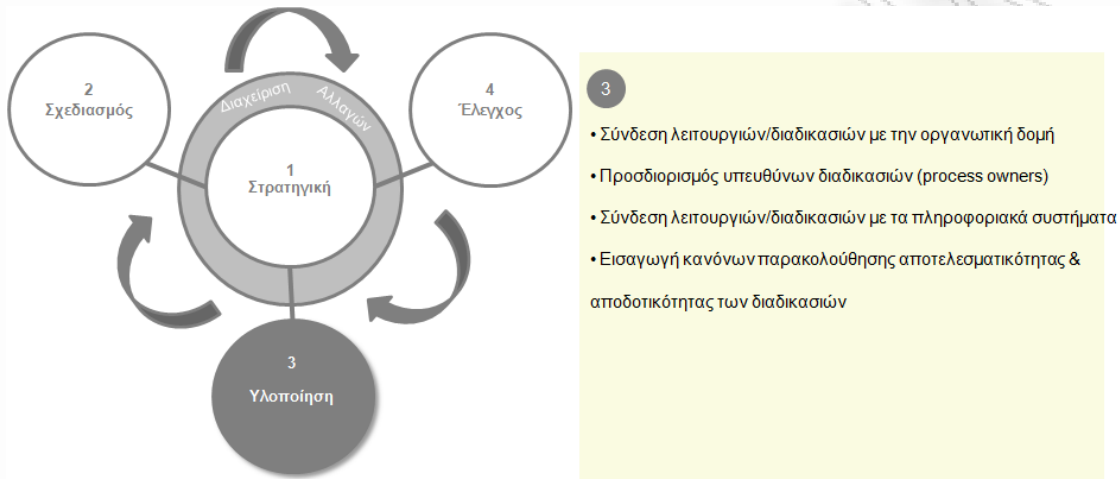 2
Σχεδιασμός
4
Έλεγχος
Διαχείριση Αλλαγών
1
Στρατηγική
3
Υλοποίηση
3
• Σύνδεση λειτουργιών/διαδικασιών με την οργανωτική δομή
• Προσδιορισμός υπευθύνων διαδικασιών (process owners)
• Σύνδεση λειτουργιών/διαδικασιών με τα πληροφοριακά συστήματα
• Εισαγωγή κανόνων παρακολούθησης αποτελεσματικότητας &
αποδοτικότητας των διαδικασιών